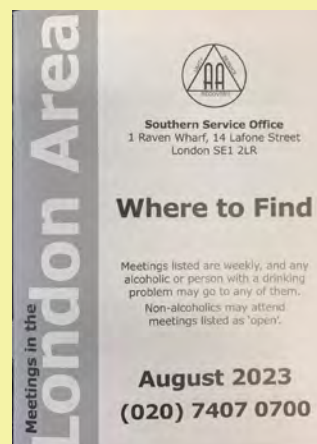 Meetings in the
London Area
AA
Southern Service Office
1 Raven Wharf, 14 Lafone Street
London SE1 2LR
Where to Find
Meetings listed are weekly, and any
alcoholic or person with a drinking
problem may go to any of them.
Non-alcoholics may attend
meetings listed as 'open'.
August 2023
(020) 7407 0700